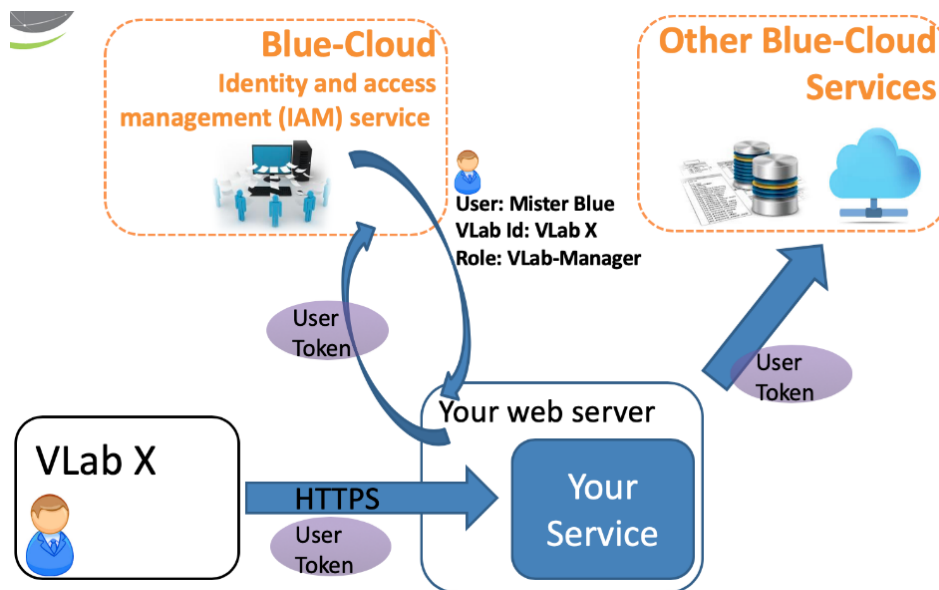 Blue-Cloud
Identity and access
management (IAM) service
Other Blue-Cloud
Services
User: Mister Blue
VLab Id: VLab X
Role: VLab-Manager
User
Token
User
Token
Your web server
VLab X
HTTPS
User
Token
Your
Service